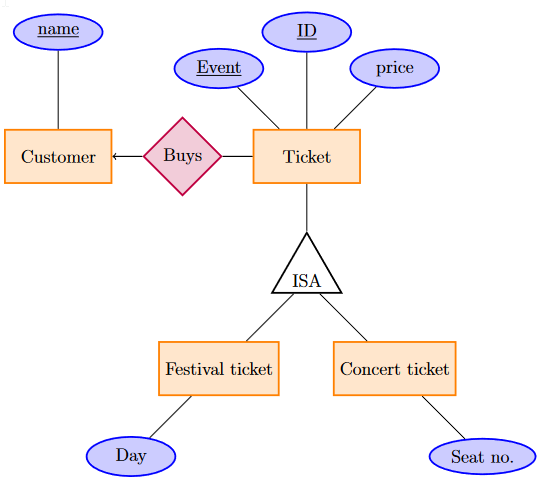 name
ID
Event
price
Customer
Buys
Ticket
ISA
Festival ticket
Concert ticket
Day
Seat no.